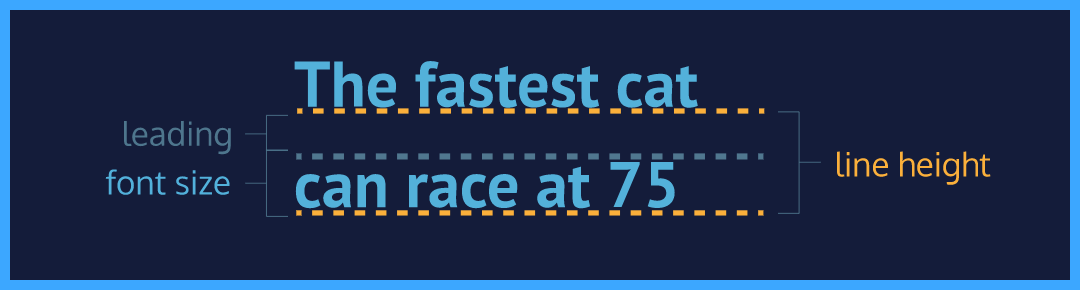 The fastest cat
leading
font size
can race at 75
line height